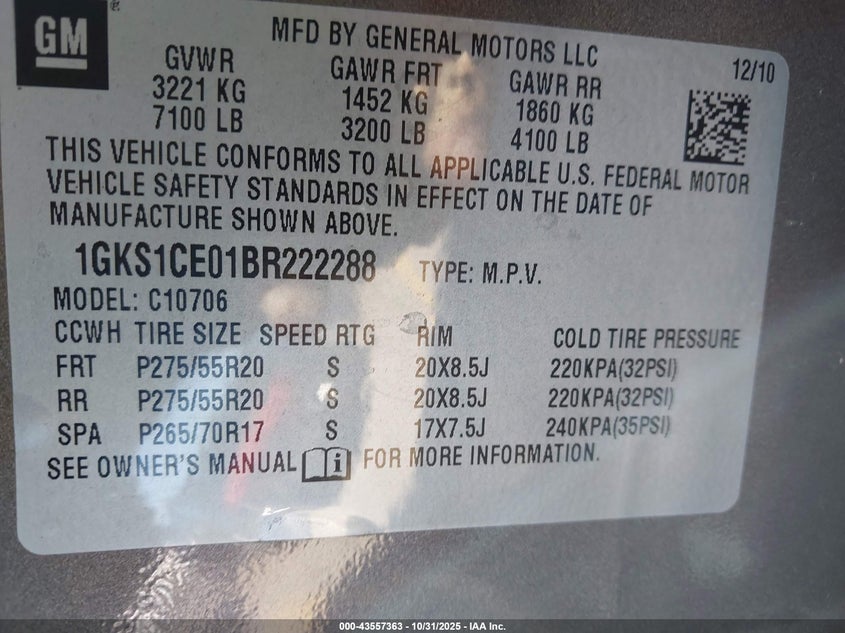 GM
MFD BY GENERAL MOTORS LLC
12/10
GVWR GAWR FRT GAWR RR
3221 KG 1452 KG 1860 KG
7100 LB 3200 LB 4100 LB
THIS VEHICLE CONFORMS TO ALL APPLICABLE U.S. FEDERAL MOTOR
VEHICLE SAFETY STANDARDS IN EFFECT ON THE DATE OF
MANUFACTURE SHOWN ABOVE.
1GKS1CE01BR222288 TYPE: M.P.V.
MODEL: C10706
CCWH TIRE SIZE SPEED RTG RIM COLD TIRE PRESSURE
FRT P275/55R20 S 20X8.5J 220KPA(32PSI)
RR P275/55R20 S 20X8.5J 220KPA(32PSI)
SPA P265/70R17 S 17X7.5J 240KPA(35PSI)
SEE OWNER'S MANUAL i FOR MORE INFORMATION.
000-43557363 - 10/31/2025 - IAA Inc.